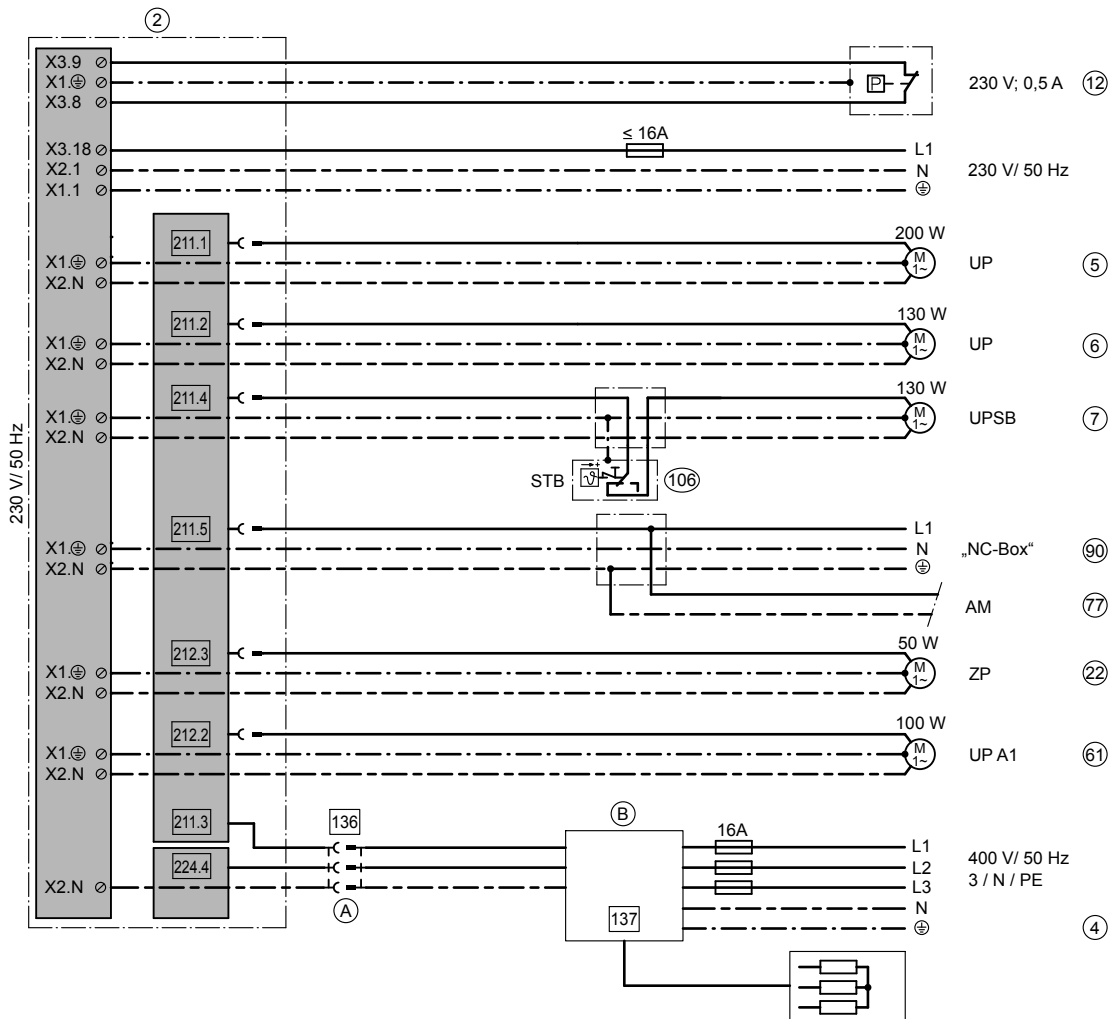 2
X3.9
X1.⏚ 230 V; 0,5 A 12
P
X3.8
≤ 16A
X3.18 L1
X2.1 N 230 V/ 50 Hz
X1.1 ⏚
211.1 200 W
X1.⏚ M 1~ UP 5
X2.N
211.2 130 W
X1.⏚ M 1~ UP 6
X2.N
211.4 130 W
X1.⏚ M 1~ UPSB 7
X2.N
STB ϑ 106
230 V/ 50 Hz
211.5 L1
X1.⏚ N „NC-Box“ 90
X2.N ⏚
AM 77
212.3 50 W
X1.⏚ M 1~ ZP 22
X2.N
212.2 100 W
X1.⏚ M 1~ UP A1 61
X2.N
211.3 136 B 16A
L1
224.4 L2 400 V/ 50 Hz
X2.N L3 3 / N / PE
A 137 N
⏚ 4